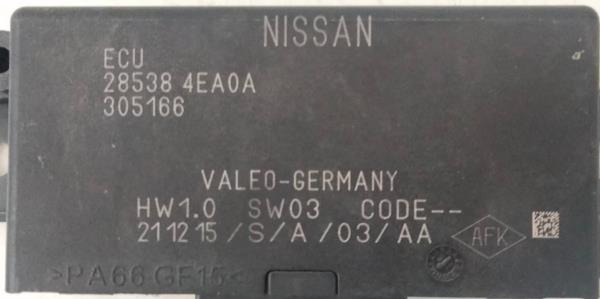 NISSAN
ECU
28538 4EA0A
305166
VALEO-GERMANY
HW1.0 SW03 CODE--
211215/S/A/03/AA AFK
>PA66 GF15<